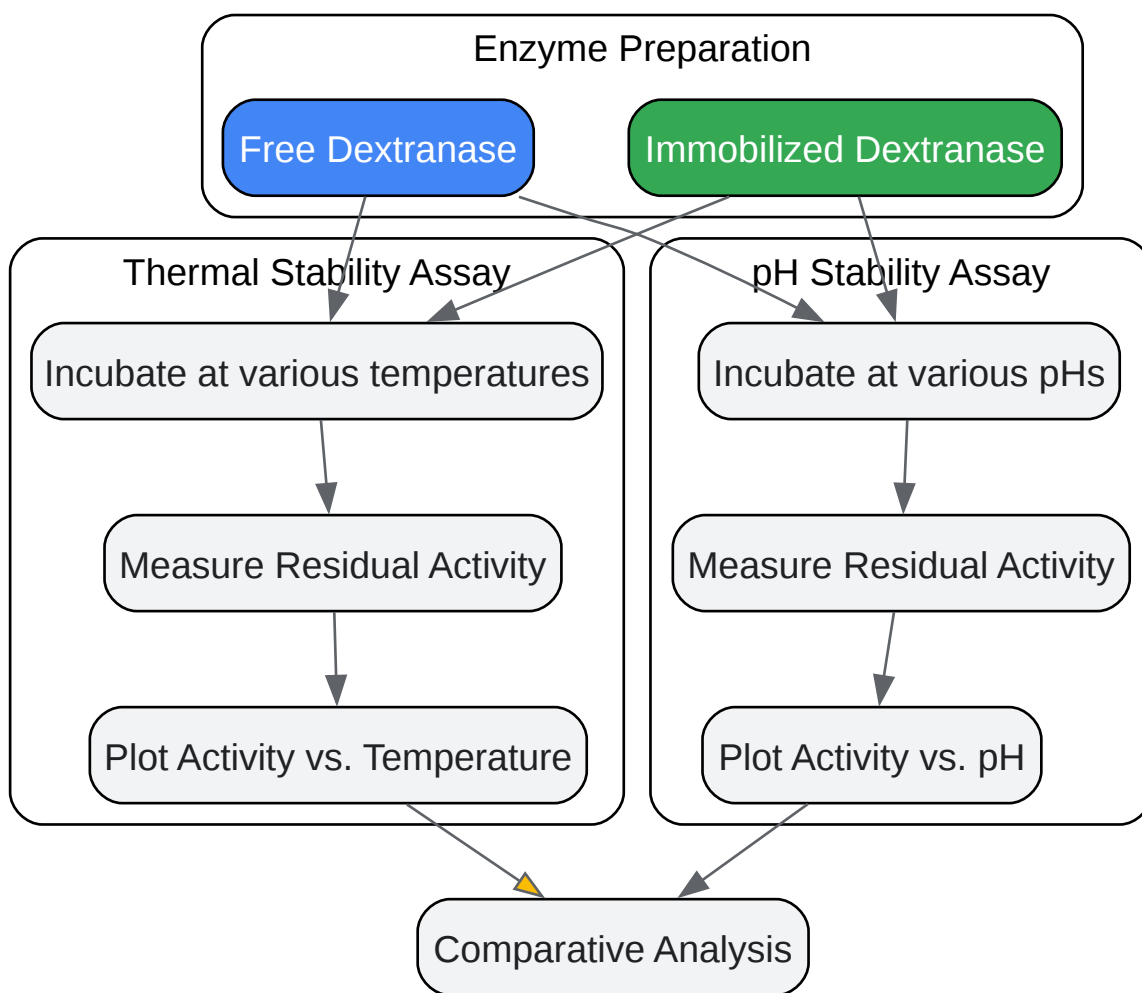 Enzyme Preparation
Free Dextranase
Immobilized Dextranase
Thermal Stability Assay
pH Stability Assay
Incubate at various temperatures
Incubate at various pHs
Measure Residual Activity
Measure Residual Activity
Plot Activity vs. Temperature
Plot Activity vs. pH
Comparative Analysis